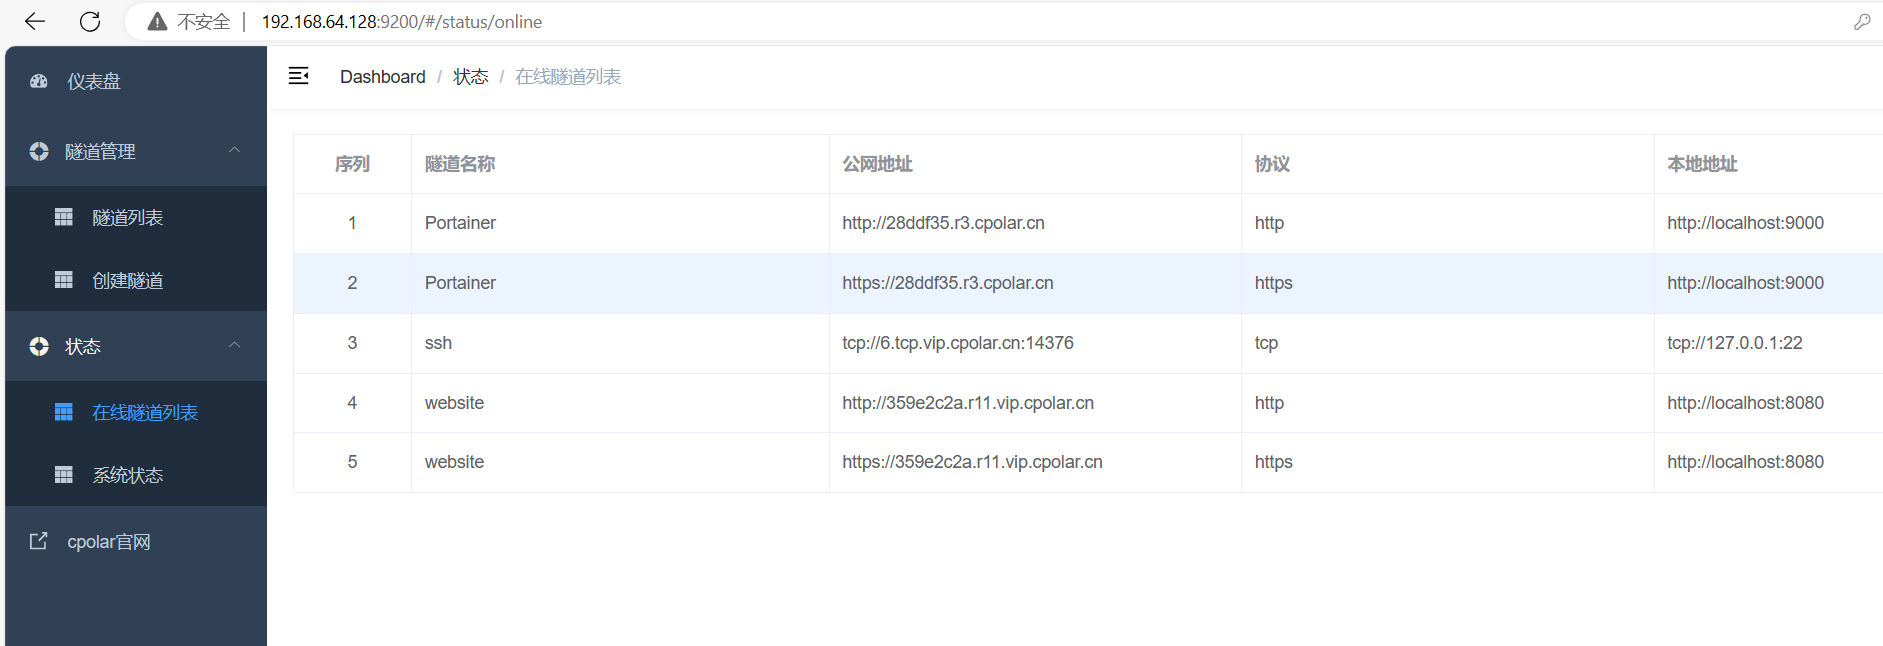 不安全 | 192.168.64.128:9200/#/status/online
仪表盘
隧道管理
隧道列表
创建隧道
状态
在线隧道列表
系统状态
cpolar官网
Dashboard / 状态 / 在线隧道列表
序列 隧道名称 公网地址 协议 本地地址
1 Portainer http://28ddf35.r3.cpolar.cn http http://localhost:9000
2 Portainer https://28ddf35.r3.cpolar.cn https http://localhost:9000
3 ssh tcp://6.tcp.vip.cpolar.cn:14376 tcp tcp://127.0.0.1:22
4 website http://359e2c2a.r11.vip.cpolar.cn http http://localhost:8080
5 website https://359e2c2a.r11.vip.cpolar.cn https http://localhost:8080